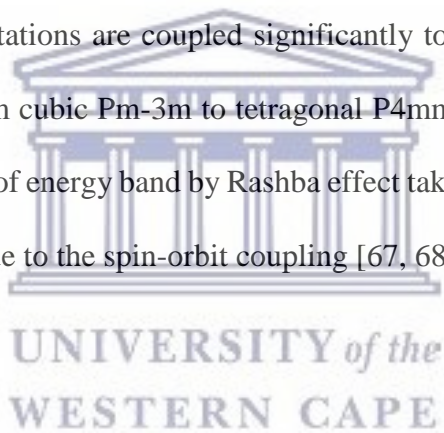 tations are coupled significantly to
cubic Pm-3m to tetragonal P4mm
of energy band by Rashba effect tak
e to the spin-orbit coupling [67, 68
UNIVERSITY of the
WESTERN CAPE